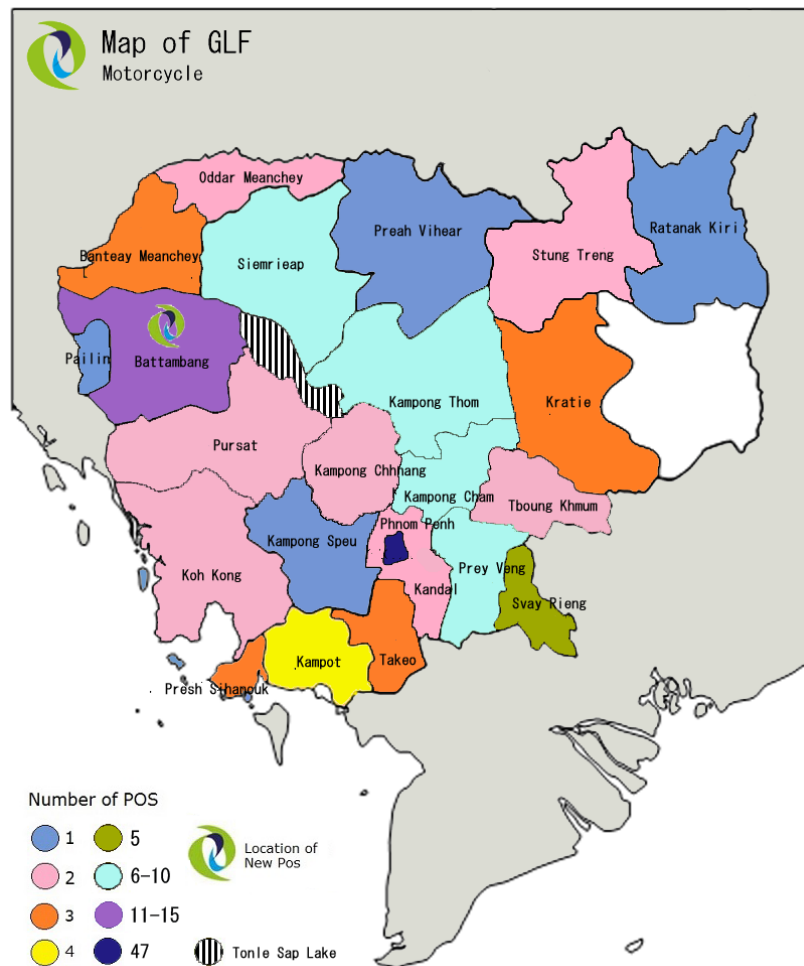 Map of GLF
Motorcycle
Oddar Meanchey
Preah Vihear
Ratanak Kiri
Banteay Meanchey
Siemrieap
Stung Treng
Pailin
Battambang
Kampong Thom
Kratie
Pursat
Kampong Chhnang
Kampong Cham
Tboung Khmum
Phnom Penh
Kampong Speu
Koh Kong
Prey Veng
Kandal
Svay Rieng
Kampot
Takeo
Presh Sihanouk
Number of POS
1
5
2
6-10
3
11-15
4
47
Location of
New Pos
Tonle Sap Lake